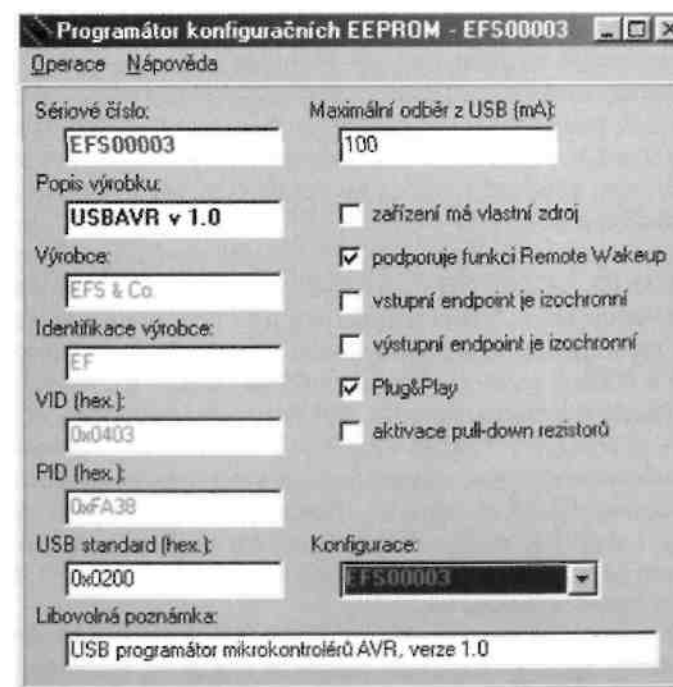 Programátor konfiguračních EEPROM - EFS00003
Operace Nápověda
Sériové číslo:
EFS00003
Popis výrobku:
USBAVR v 1.0
Výrobce:
EFS & Co.
Identifikace výrobce:
EF
VID (hex.):
0x0403
PID (hex.):
0xFA38
USB standard (hex.):
0x0200
Maximální odběr z USB (mA):
100
zařízení má vlastní zdroj
podporuje funkci Remote Wakeup
vstupní endpoint je izochronní
výstupní endpoint je izochronní
Plug&Play
aktivace pull-down rezistorů
Konfigurace:
EFS00003
Libovolná poznámka:
USB programátor mikrokontrolérů AVR, verze 1.0